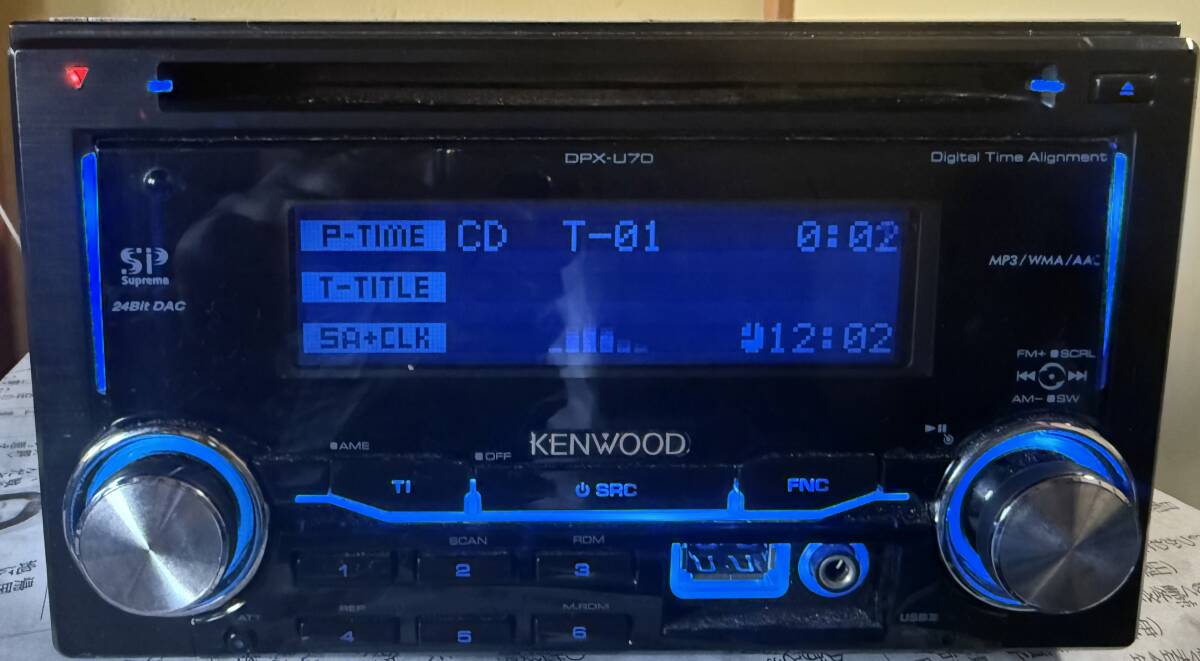 DPX-U70
Digital Time Alignment
P-TIME CD T-01 0:02
T-TITLE
SA+CLK 12:02
SP
Supreme
24Bit DAC
MP3/WMA/AAC
FM+ SCRL
AM− SW
KENWOOD
AME
OFF
TI
SRC
FNC
SCAN
RDM
1
2
3
REP
M.RDM
ATT
4
5
6
USB